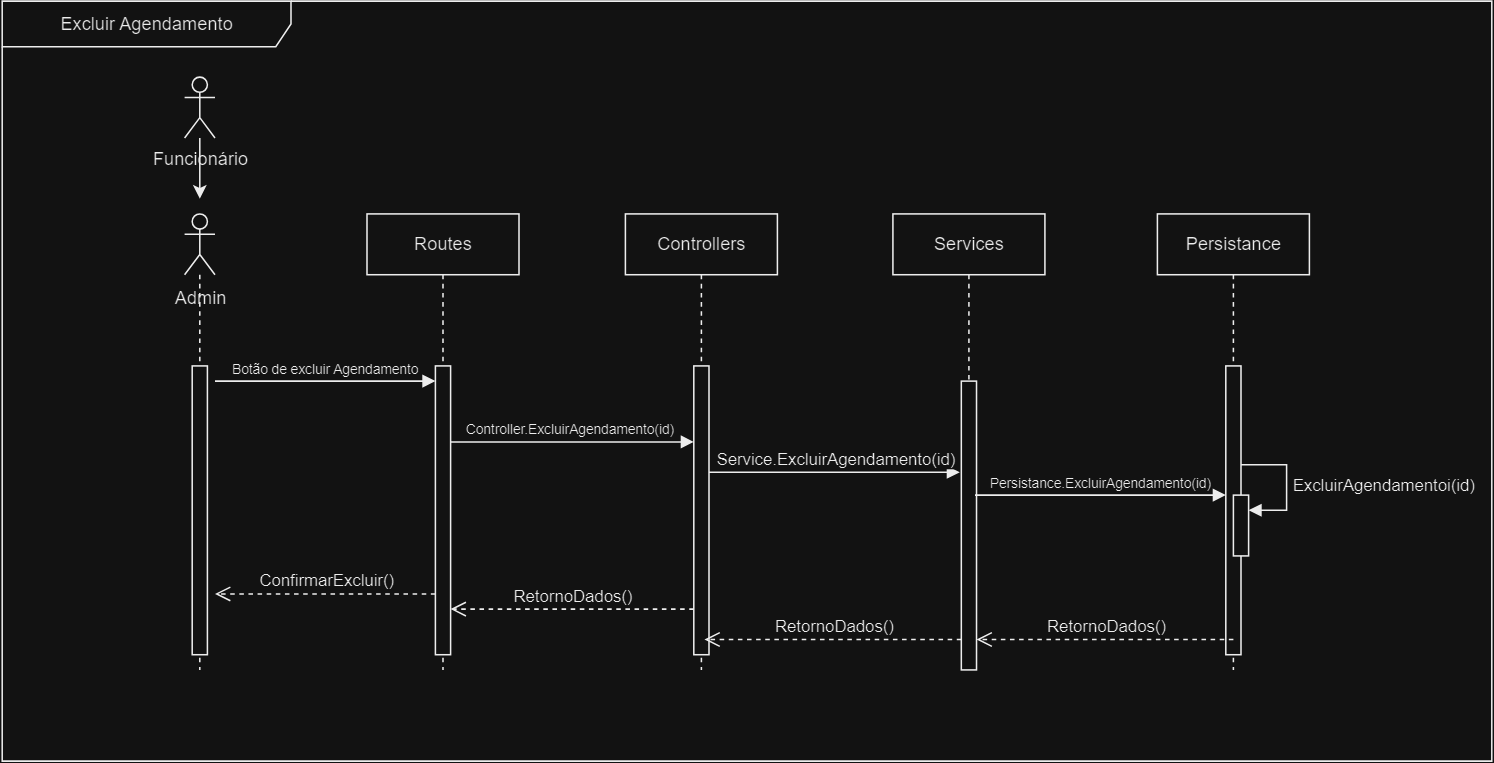 Excluir Agendamento
Funcionário
Admin
Routes
Controllers
Services
Persistance
Botão de excluir Agendamento
Controller.ExcluirAgendamento(id)
Service.ExcluirAgendamento(id)
Persistance.ExcluirAgendamento(id)
ExcluirAgendamentoi(id)
ConfirmarExcluir()
RetornoDados()
RetornoDados()
RetornoDados()